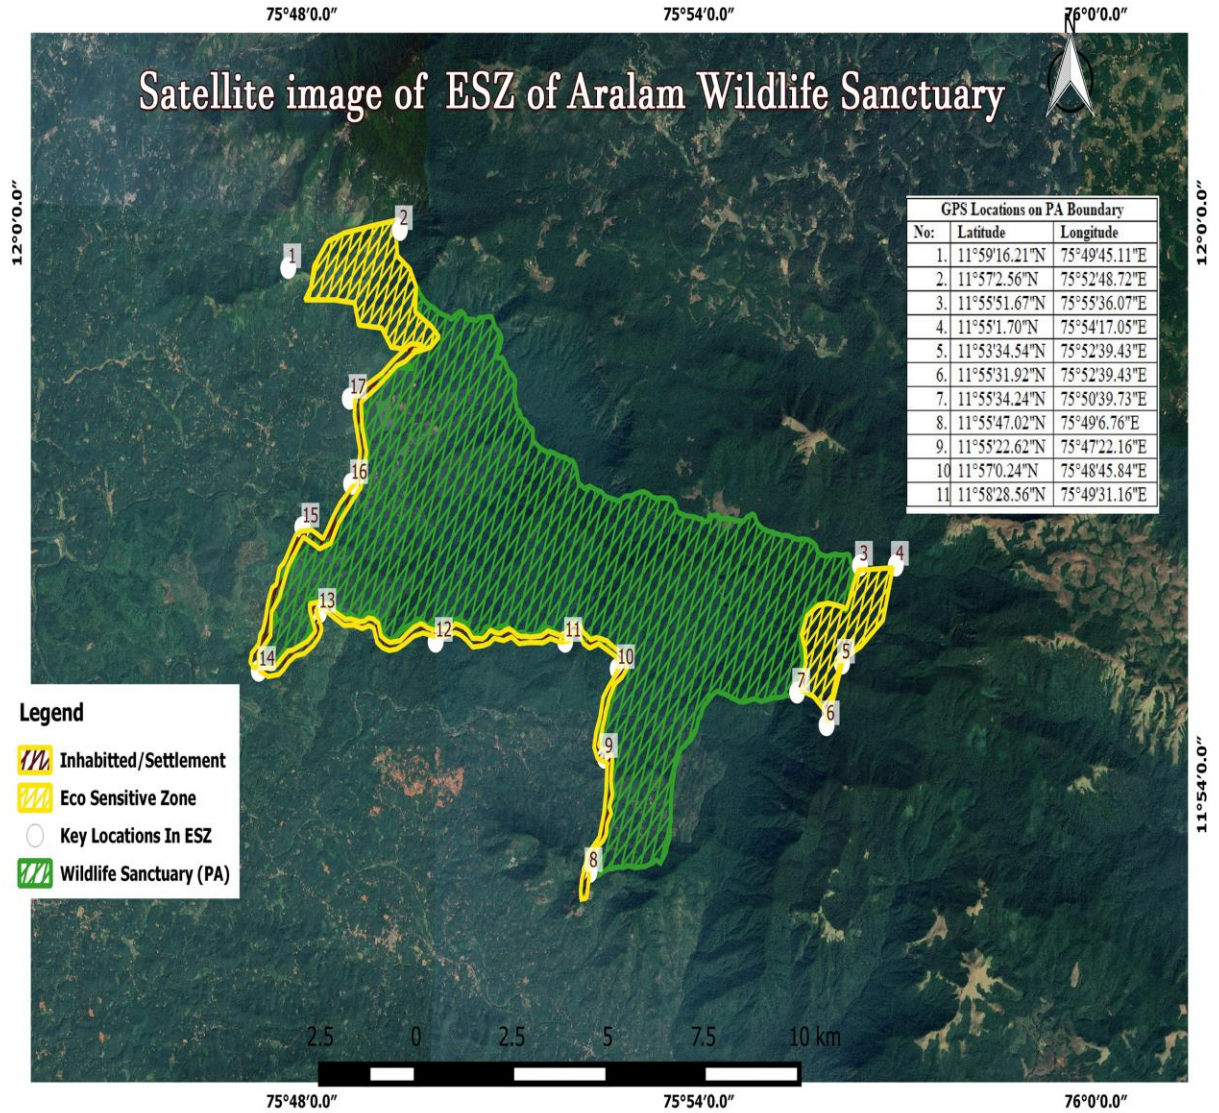 75°48′0.0″ 75°54′0.0″ 76°0′0.0″
N
Satellite image of ESZ of Aralam Wildlife Sanctuary
12°0′0.0″ 12°0′0.0″
GPS Locations on PA Boundary
No: Latitude Longitude
1. 11°59'16.21"N 75°49'45.11"E
2. 11°57'2.56"N 75°52'48.72"E
3. 11°55'51.67"N 75°55'36.07"E
4. 11°55'1.70"N 75°54'17.05"E
5. 11°53'34.54"N 75°52'39.43"E
6. 11°55'31.92"N 75°52'39.43"E
7. 11°55'34.24"N 75°50'39.73"E
8. 11°55'47.02"N 75°49'6.76"E
9. 11°55'22.62"N 75°47'22.16"E
10 11°57'0.24"N 75°48'45.84"E
11 11°58'28.56"N 75°49'31.16"E
2
1
17
16
15
3 4
13
12 11
14 10 5
7
6
9
8
Legend
Inhabitted/Settlement
Eco Sensitive Zone
Key Locations In ESZ
Wildlife Sanctuary (PA)
11°54′0.0″
2.5 0 2.5 5 7.5 10 km
75°48′0.0″ 75°54′0.0″ 76°0′0.0″